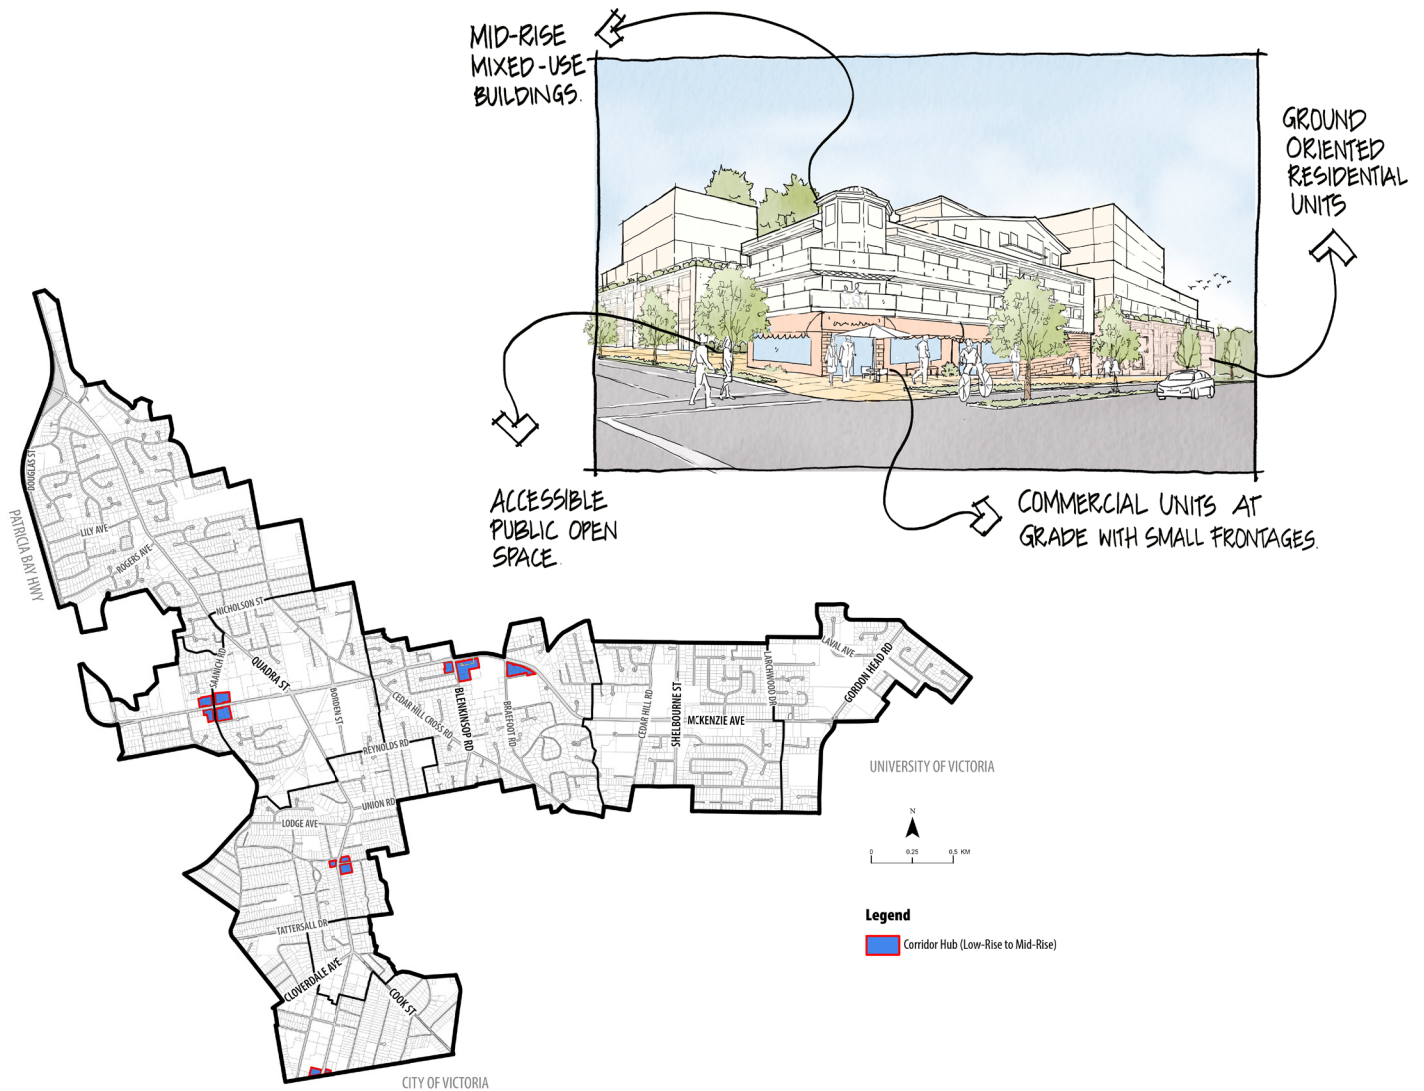 MID-RISE
MIXED-USE
BUILDINGS.
GROUND
ORIENTED
RESIDENTIAL
UNITS
ACCESSIBLE
PUBLIC OPEN
SPACE.
COMMERCIAL UNITS AT
GRADE WITH SMALL FRONTAGES.
DOUGLAS ST
PATRICIA BAY HWY
LILY AVE
ROGERS AVE
NICHOLSON ST
SAANICH RD
QUADRA ST
BORDEN ST
CEDAR HILL CROSS RD
BLENKINSOP RD
BRAEFOOT RD
REYNOLDS RD
CEDAR HILL RD
SHELBOURNE ST
MCKENZIE AVE
LARCHWOOD DR
LAVAL AVE
GORDON HEAD RD
UNIVERSITY OF VICTORIA
UNION RD
LODGE AVE
TATTERSALL DR
CLOVERDALE AVE
COOK ST
CITY OF VICTORIA
N
0 0.25 0.5 KM
Legend
Corridor Hub (Low-Rise to Mid-Rise)